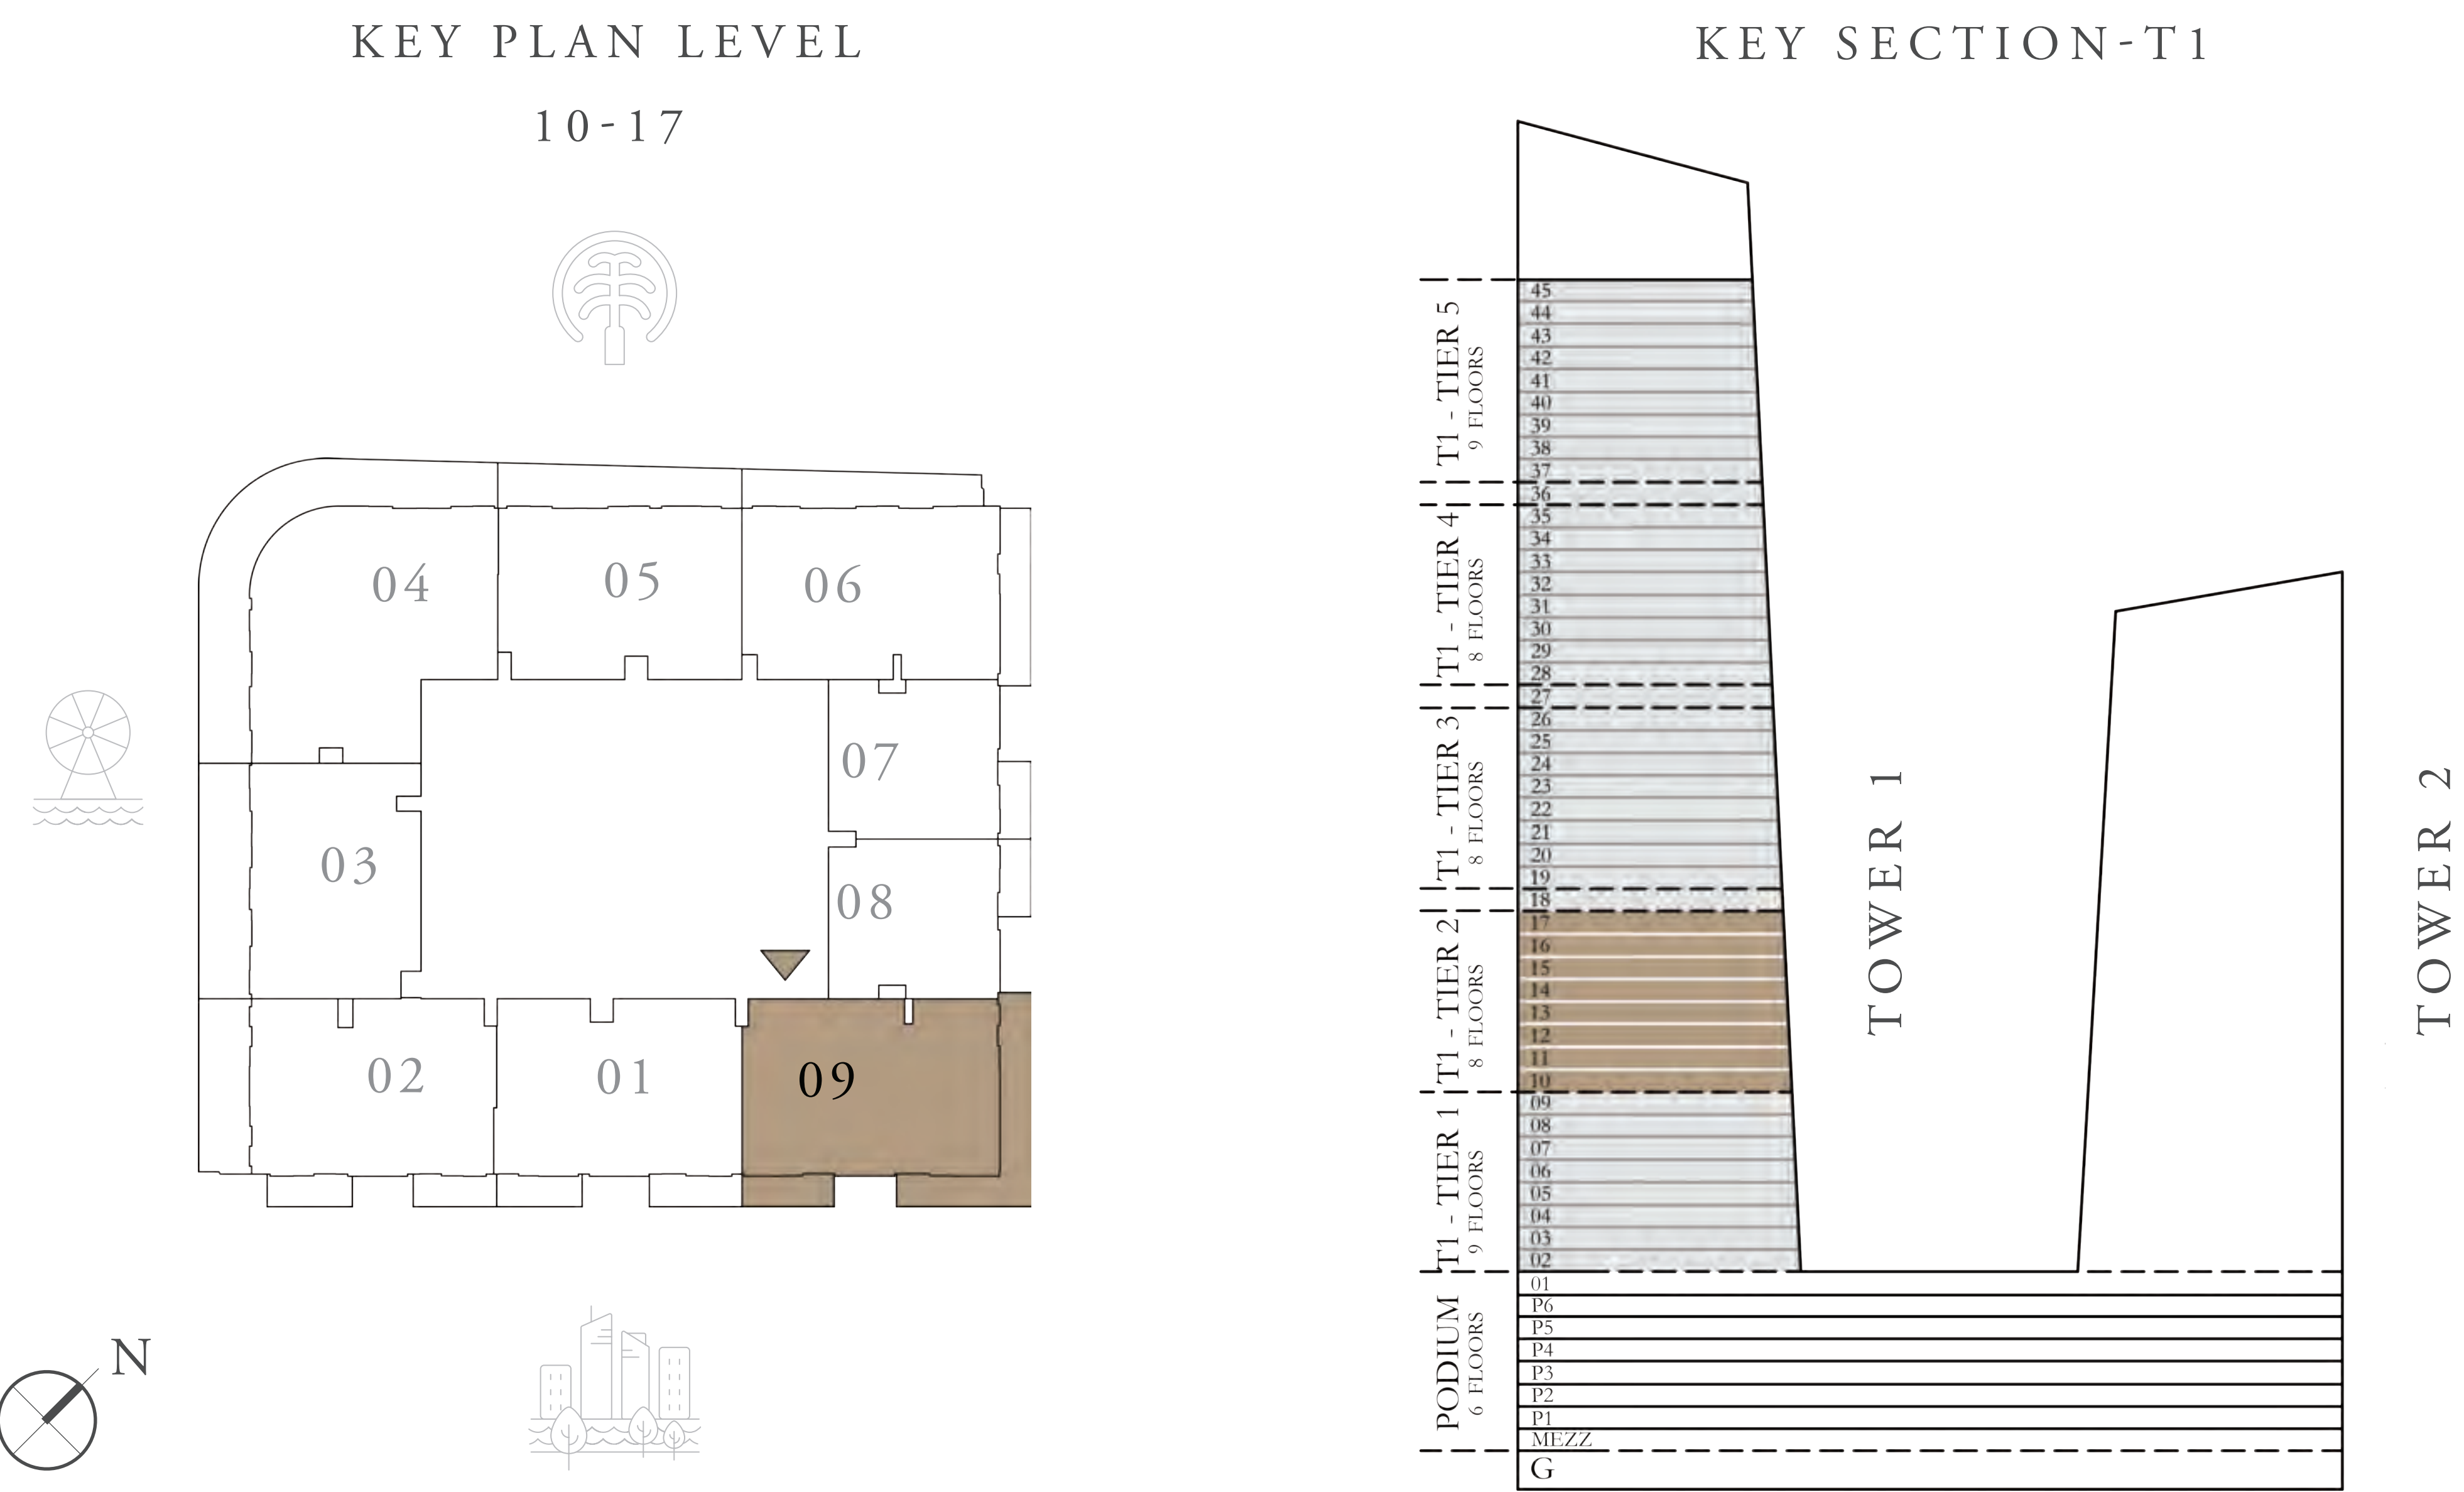 KEY PLAN LEVEL
10-17
04
05
06
07
03
08
02
01
09
N
KEY SECTION-T1
T1 - TIER 5
9 FLOORS
45
44
43
42
41
40
39
38
37
36
T1 - TIER 4
8 FLOORS
35
34
33
32
31
30
29
28
27
T1 - TIER 3
8 FLOORS
26
25
24
23
22
21
20
19
18
T1 - TIER 2
8 FLOORS
17
16
15
14
13
12
11
10
T1 - TIER 1
9 FLOORS
09
08
07
06
05
04
03
02
PODIUM
6 FLOORS
01
P6
P5
P4
P3
P2
P1
MEZZ
G
TOWER 1
TOWER 2